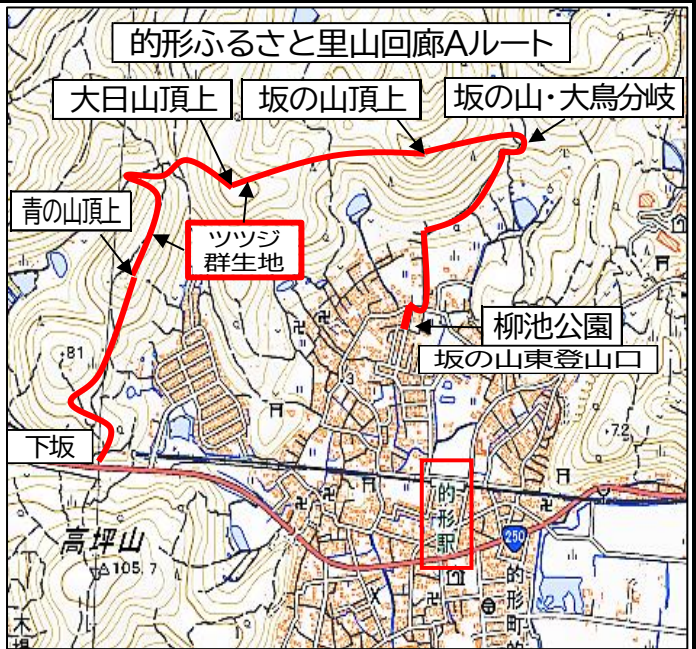 的形ふるさと里山回廊Aルート
大日山頂上
坂の山頂上
坂の山・大鳥分岐
青の山頂上
ツツジ
群生地
柳池公園
坂の山東登山口
・81
・72
下坂
的形駅
250
高坪山
△105.7
的形町的
木場